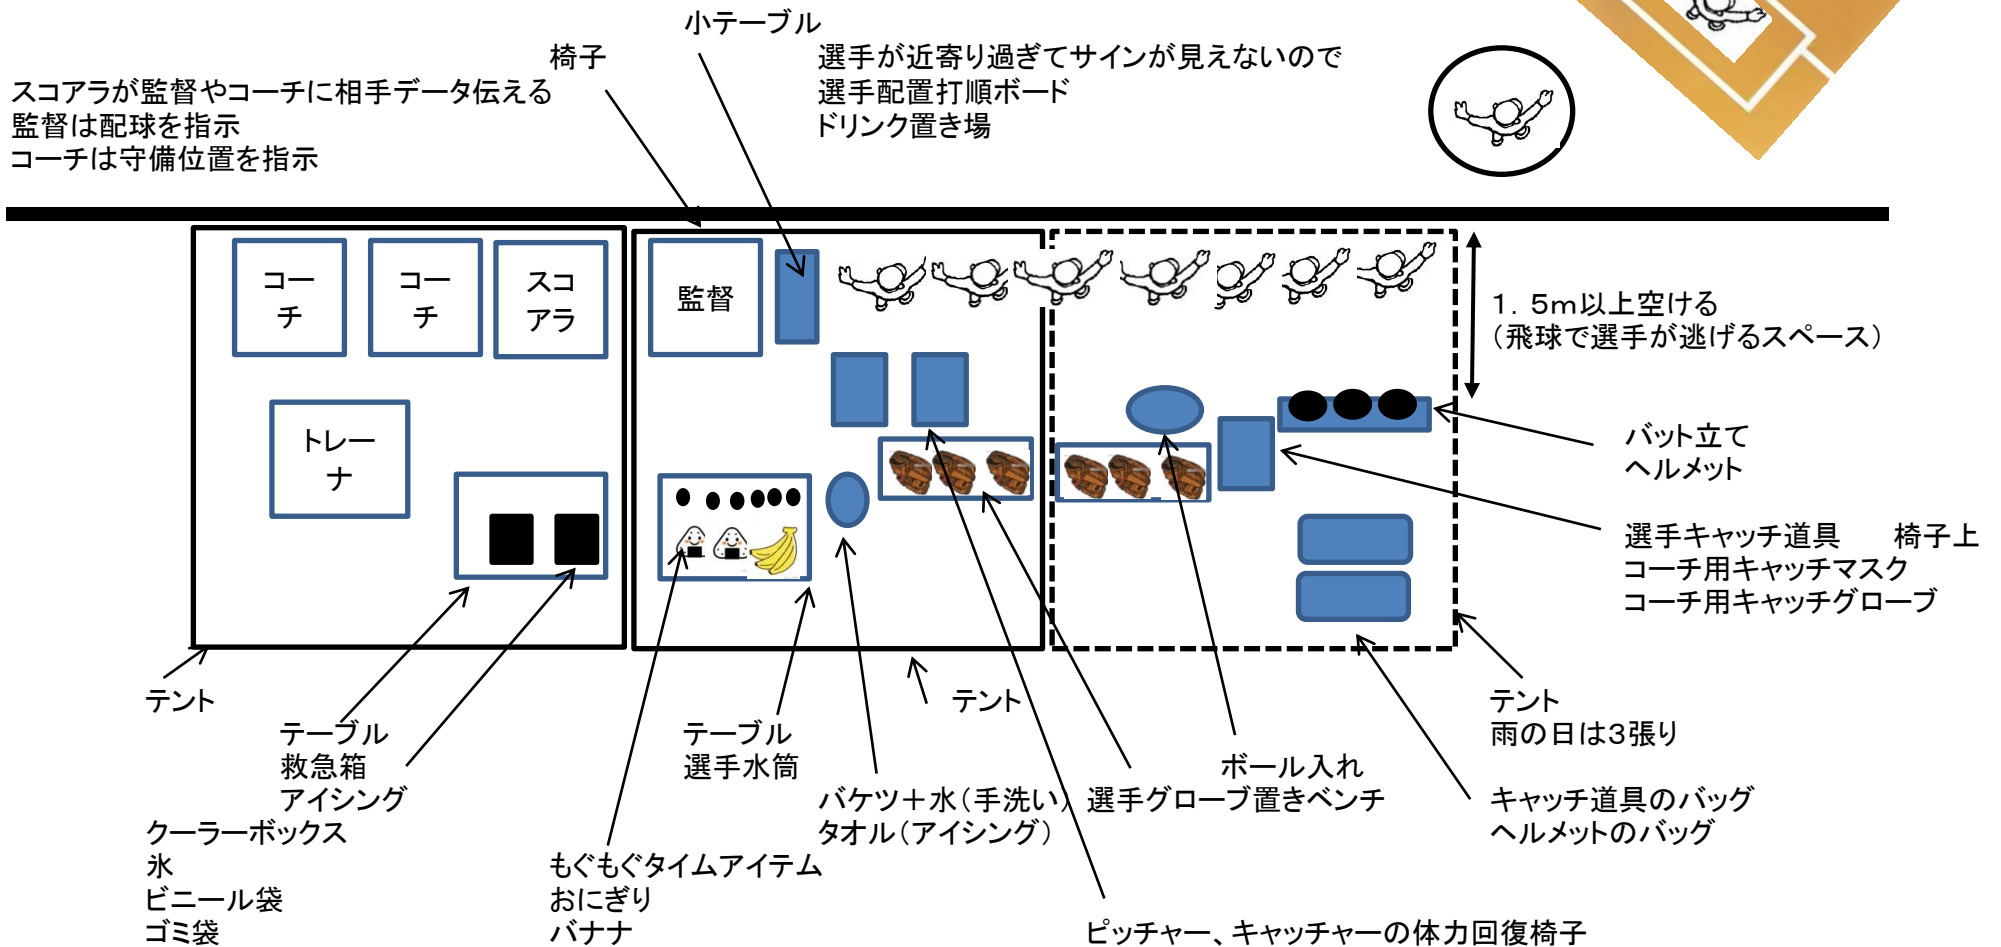 小テーブル
椅子
選手が近寄り過ぎてサインが見えないので
選手配置打順ボード
ドリンク置き場
スコアラが監督やコーチに相手データ伝える
監督は配球を指示
コーチは守備位置を指示
コー
チ
コー
チ
スコ
アラ
監督
トレー
ナ
1.5m以上空ける
(飛球で選手が逃げるスペース)
バット立て
ヘルメット
選手キャッチ道具 椅子上
コーチ用キャッチマスク
コーチ用キャッチグローブ
テント
テーブル
救急箱
アイシング
クーラーボックス
氷
ビニール袋
ゴミ袋
テーブル
選手水筒
もぐもぐタイムアイテム
おにぎり
バナナ
バケツ+水(手洗い)
タオル(アイシング)
テント
選手グローブ置きベンチ
ボール入れ
ピッチャー、キャッチャーの体力回復椅子
テント
雨の日は3張り
キャッチ道具のバッグ
ヘルメットのバッグ